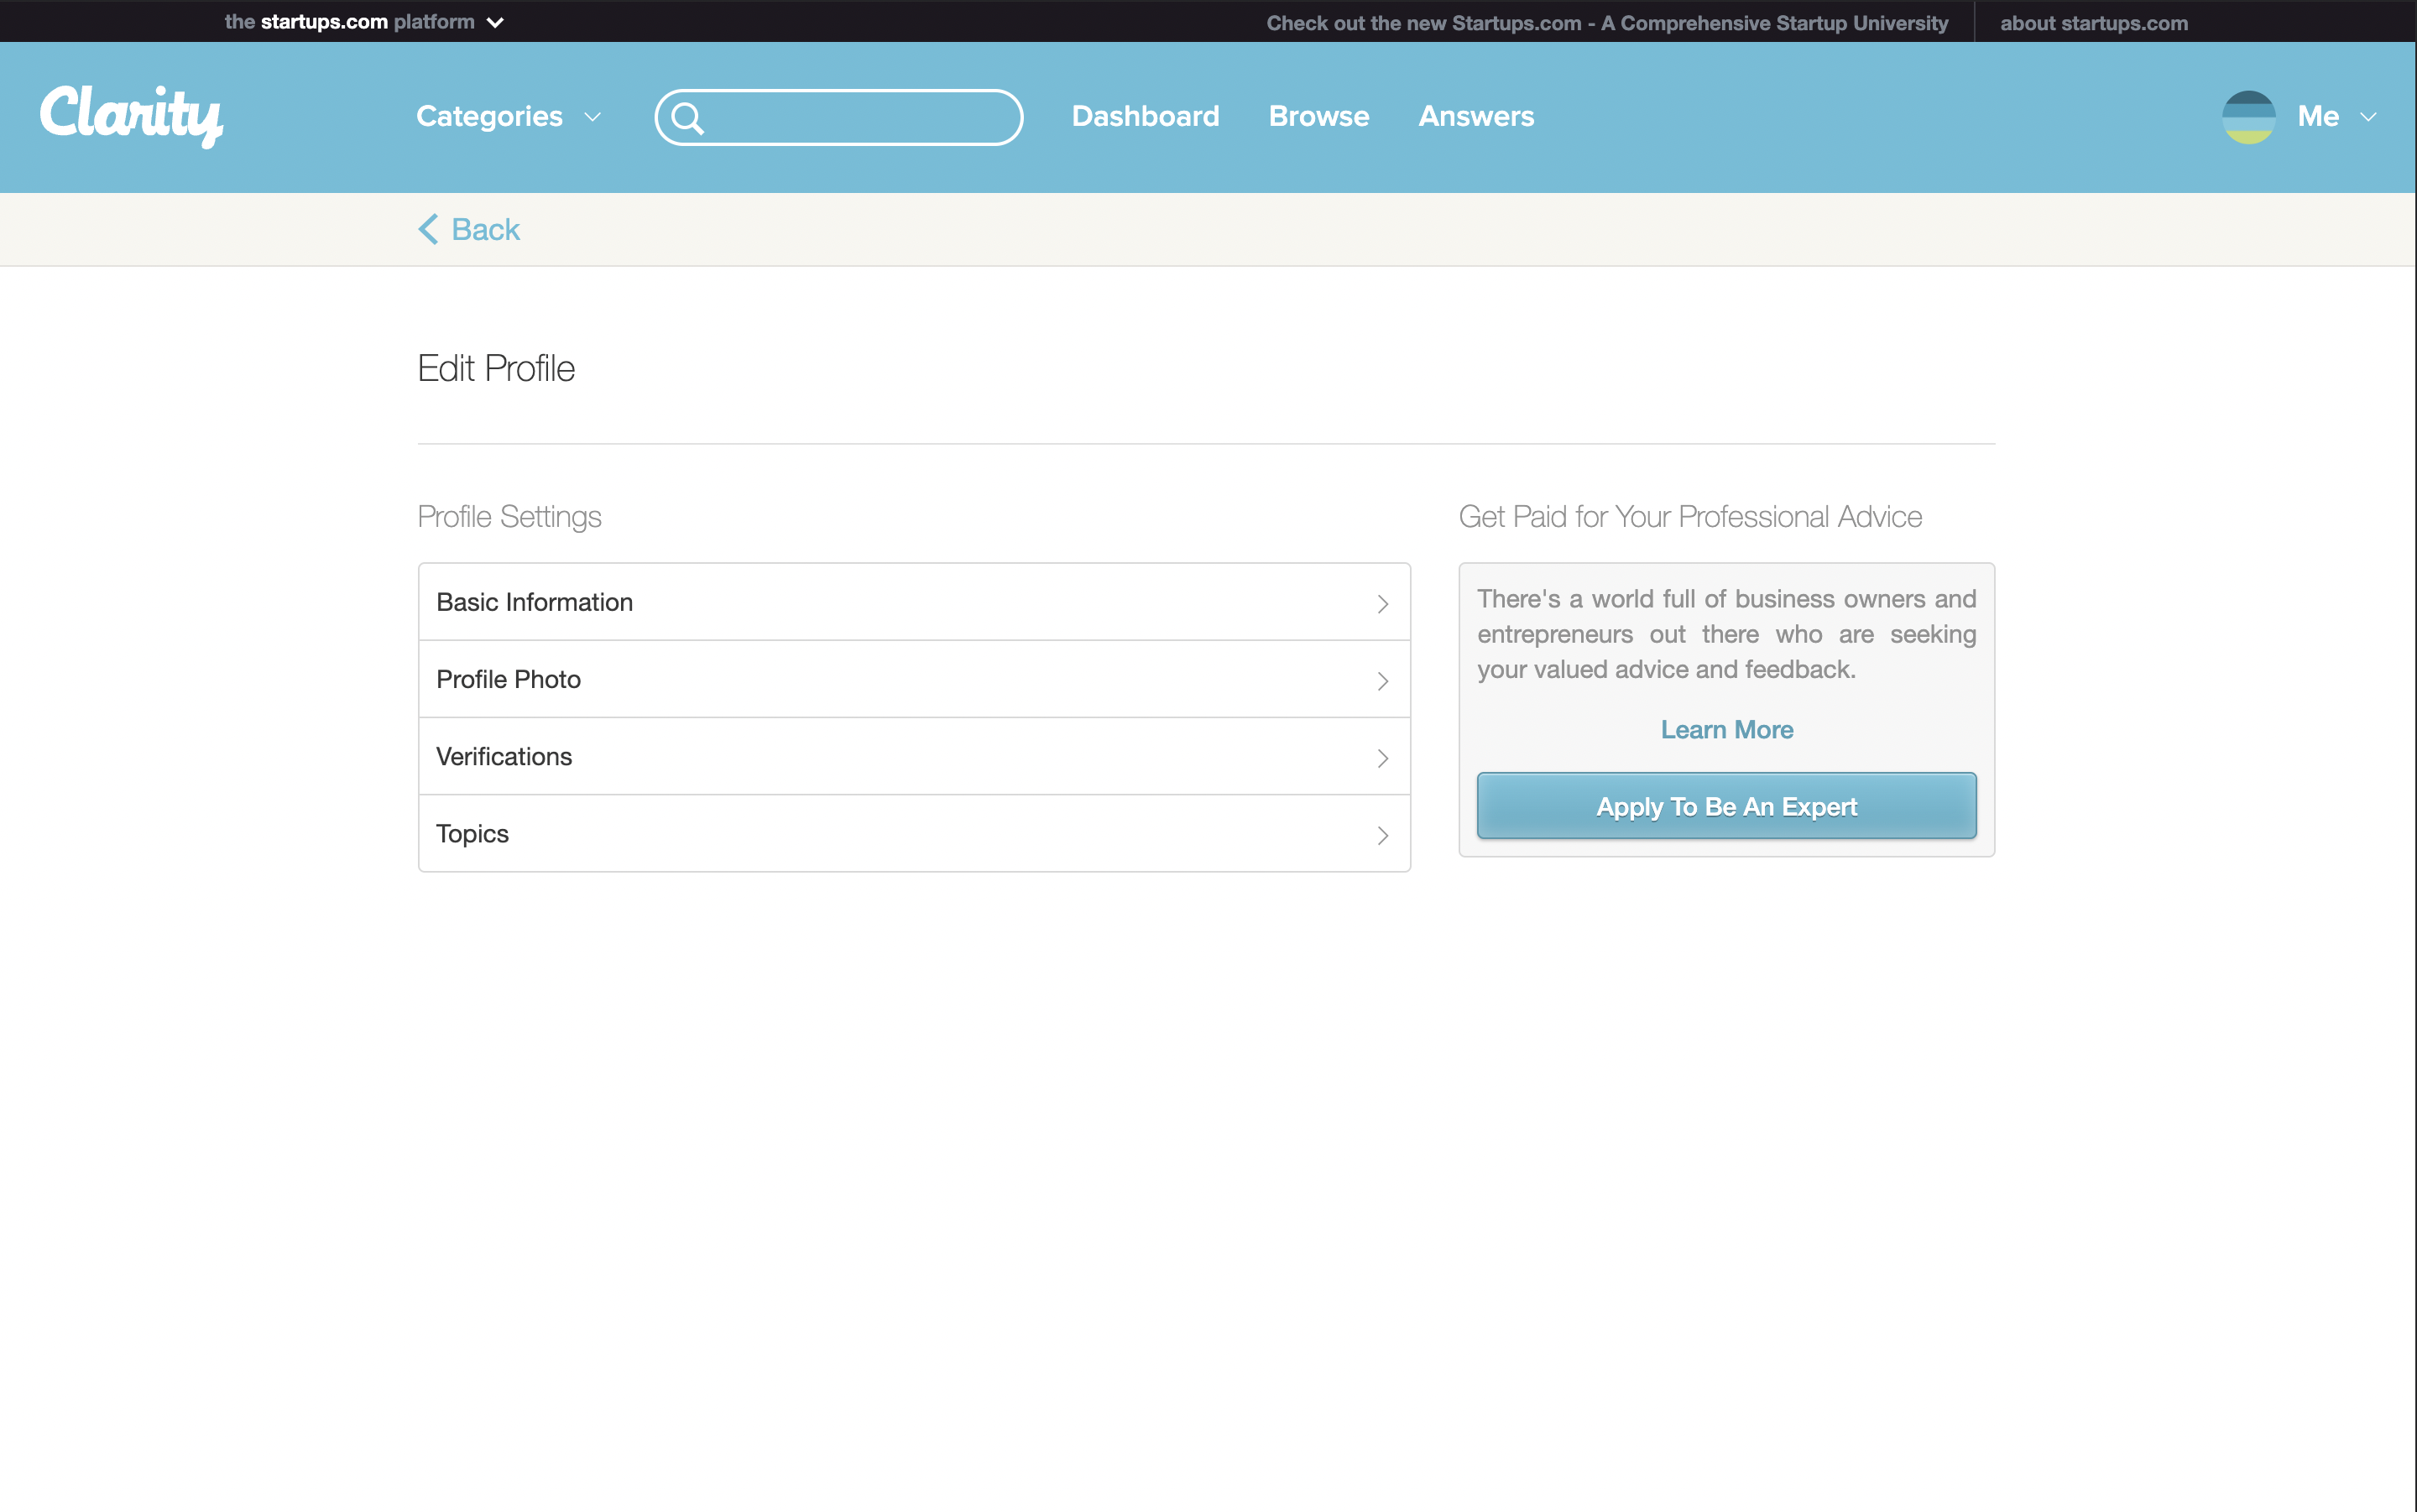 the startups.com platform
Check out the new Startups.com - A Comprehensive Startup University
about startups.com
Clarity
Categories
Dashboard
Browse
Answers
Me
Back
Edit Profile
Profile Settings
Basic Information
Profile Photo
Verifications
Topics
Get Paid for Your Professional Advice
There's a world full of business owners and
entrepreneurs out there who are seeking
your valued advice and feedback.
Learn More
Apply To Be An Expert